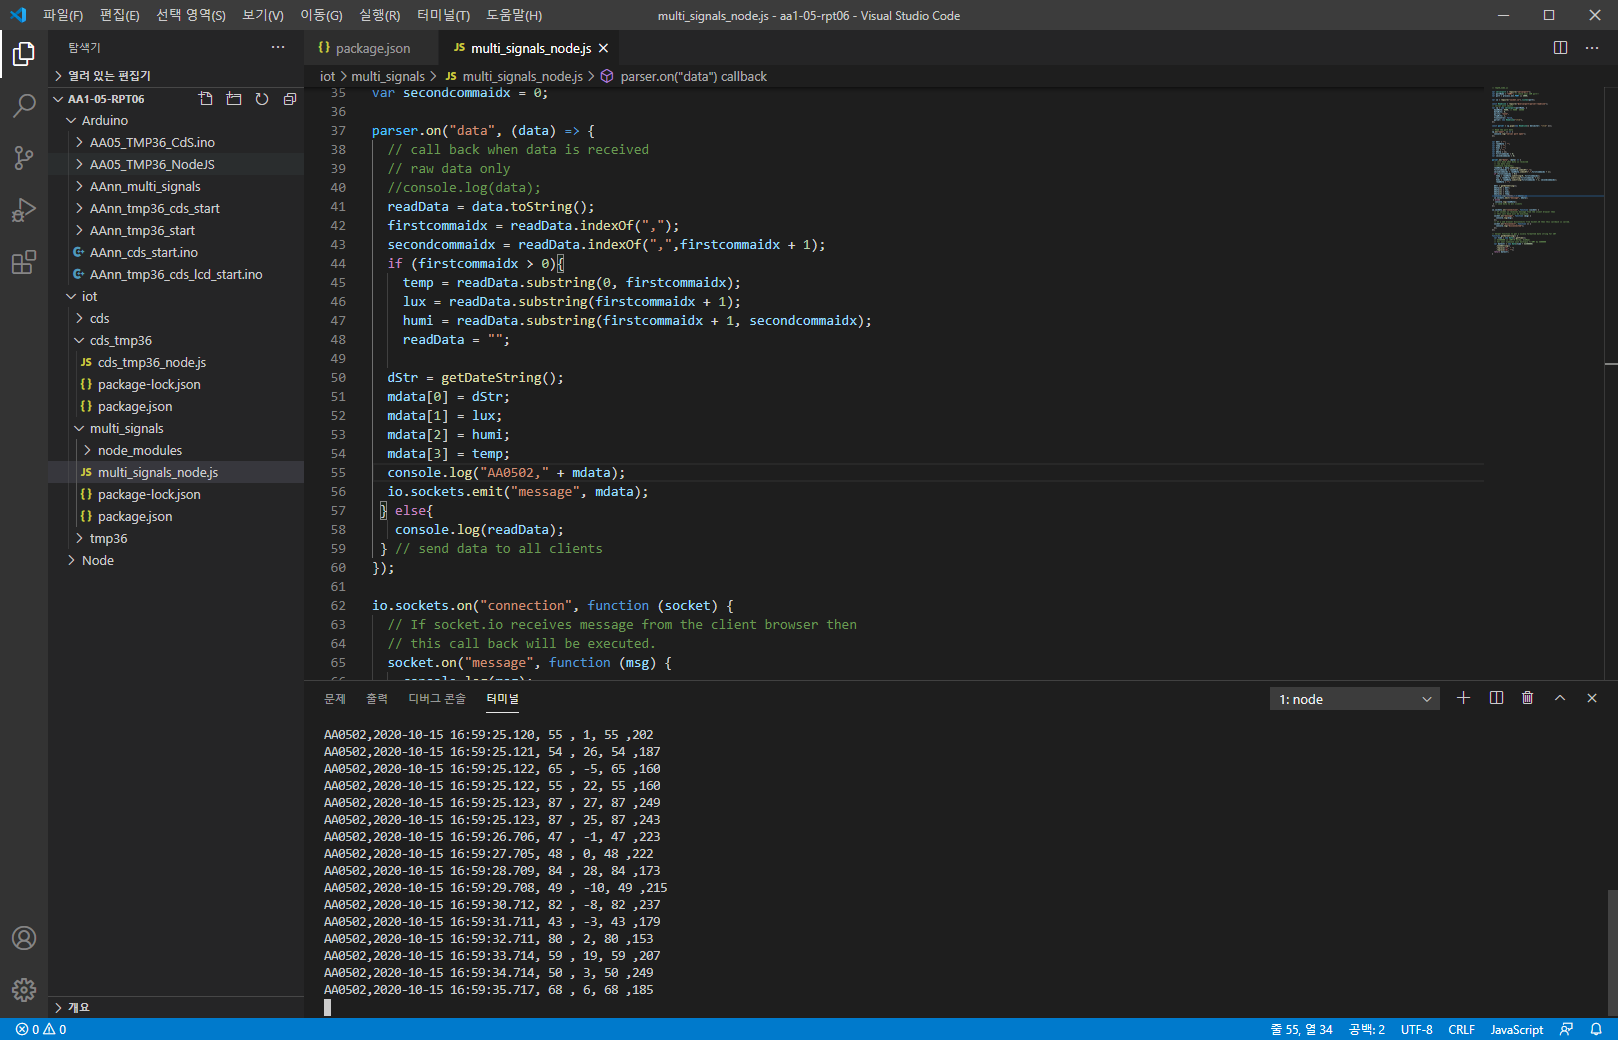 파일(F) 편집(E) 선택 영역(S) 보기(V) 이동(G) 실행(R) 터미널(T) 도움말(H) multi_signals_node.js - aa1-05-rpt06 - Visual Studio Code
탐색기 ...
열려 있는 편집기
AA1-05-RPT06
Arduino
AA05_TMP36_CdS.ino
AA05_TMP36_NodeJS
AAnn_multi_signals
AAnn_tmp36_cds_start
AAnn_tmp36_start
AAnn_cds_start.ino
AAnn_tmp36_cds_lcd_start.ino
iot
cds
cds_tmp36
JS cds_tmp36_node.js
{} package-lock.json
{} package.json
multi_signals
node_modules
JS multi_signals_node.js
{} package-lock.json
{} package.json
tmp36
Node
개요
{} package.json JS multi_signals_node.js
iot > multi_signals > JS multi_signals_node.js > parser.on("data") callback
35 var secondcommaidx = 0;
36
37 parser.on("data", (data) => {
38 // call back when data is received
39 // raw data only
40 //console.log(data);
41 readData = data.toString();
42 firstcommaidx = readData.indexOf(",");
43 secondcommaidx = readData.indexOf(",",firstcommaidx + 1);
44 if (firstcommaidx > 0){
45 temp = readData.substring(0, firstcommaidx);
46 lux = readData.substring(firstcommaidx + 1);
47 humi = readData.substring(firstcommaidx + 1, secondcommaidx);
48 readData = "";
49
50 dStr = getDateString();
51 mdata[0] = dStr;
52 mdata[1] = lux;
53 mdata[2] = humi;
54 mdata[3] = temp;
55 console.log("AA0502," + mdata);
56 io.sockets.emit("message", mdata);
57 } else{
58 console.log(readData);
59 } // send data to all clients
60 });
61
62 io.sockets.on("connection", function (socket) {
63 // If socket.io receives message from the client browser then
64 // this call back will be executed.
65 socket.on("message", function (msg) {
66 console.log(msg);
문제 출력 디버그 콘솔 터미널 1: node
AA0502,2020-10-15 16:59:25.120, 55 , 1, 55 ,202
AA0502,2020-10-15 16:59:25.121, 54 , 26, 54 ,187
AA0502,2020-10-15 16:59:25.122, 65 , -5, 65 ,160
AA0502,2020-10-15 16:59:25.122, 55 , 22, 55 ,160
AA0502,2020-10-15 16:59:25.123, 87 , 27, 87 ,249
AA0502,2020-10-15 16:59:25.123, 87 , 25, 87 ,243
AA0502,2020-10-15 16:59:26.706, 47 , -1, 47 ,223
AA0502,2020-10-15 16:59:27.705, 48 , 0, 48 ,222
AA0502,2020-10-15 16:59:28.709, 84 , 28, 84 ,173
AA0502,2020-10-15 16:59:29.708, 49 , -10, 49 ,215
AA0502,2020-10-15 16:59:30.712, 82 , -8, 82 ,237
AA0502,2020-10-15 16:59:31.711, 43 , -3, 43 ,179
AA0502,2020-10-15 16:59:32.711, 80 , 2, 80 ,153
AA0502,2020-10-15 16:59:33.714, 59 , 19, 59 ,207
AA0502,2020-10-15 16:59:34.714, 50 , 3, 50 ,249
AA0502,2020-10-15 16:59:35.717, 68 , 6, 68 ,185
0 0 줄 55, 열 34 공백: 2 UTF-8 CRLF JavaScript